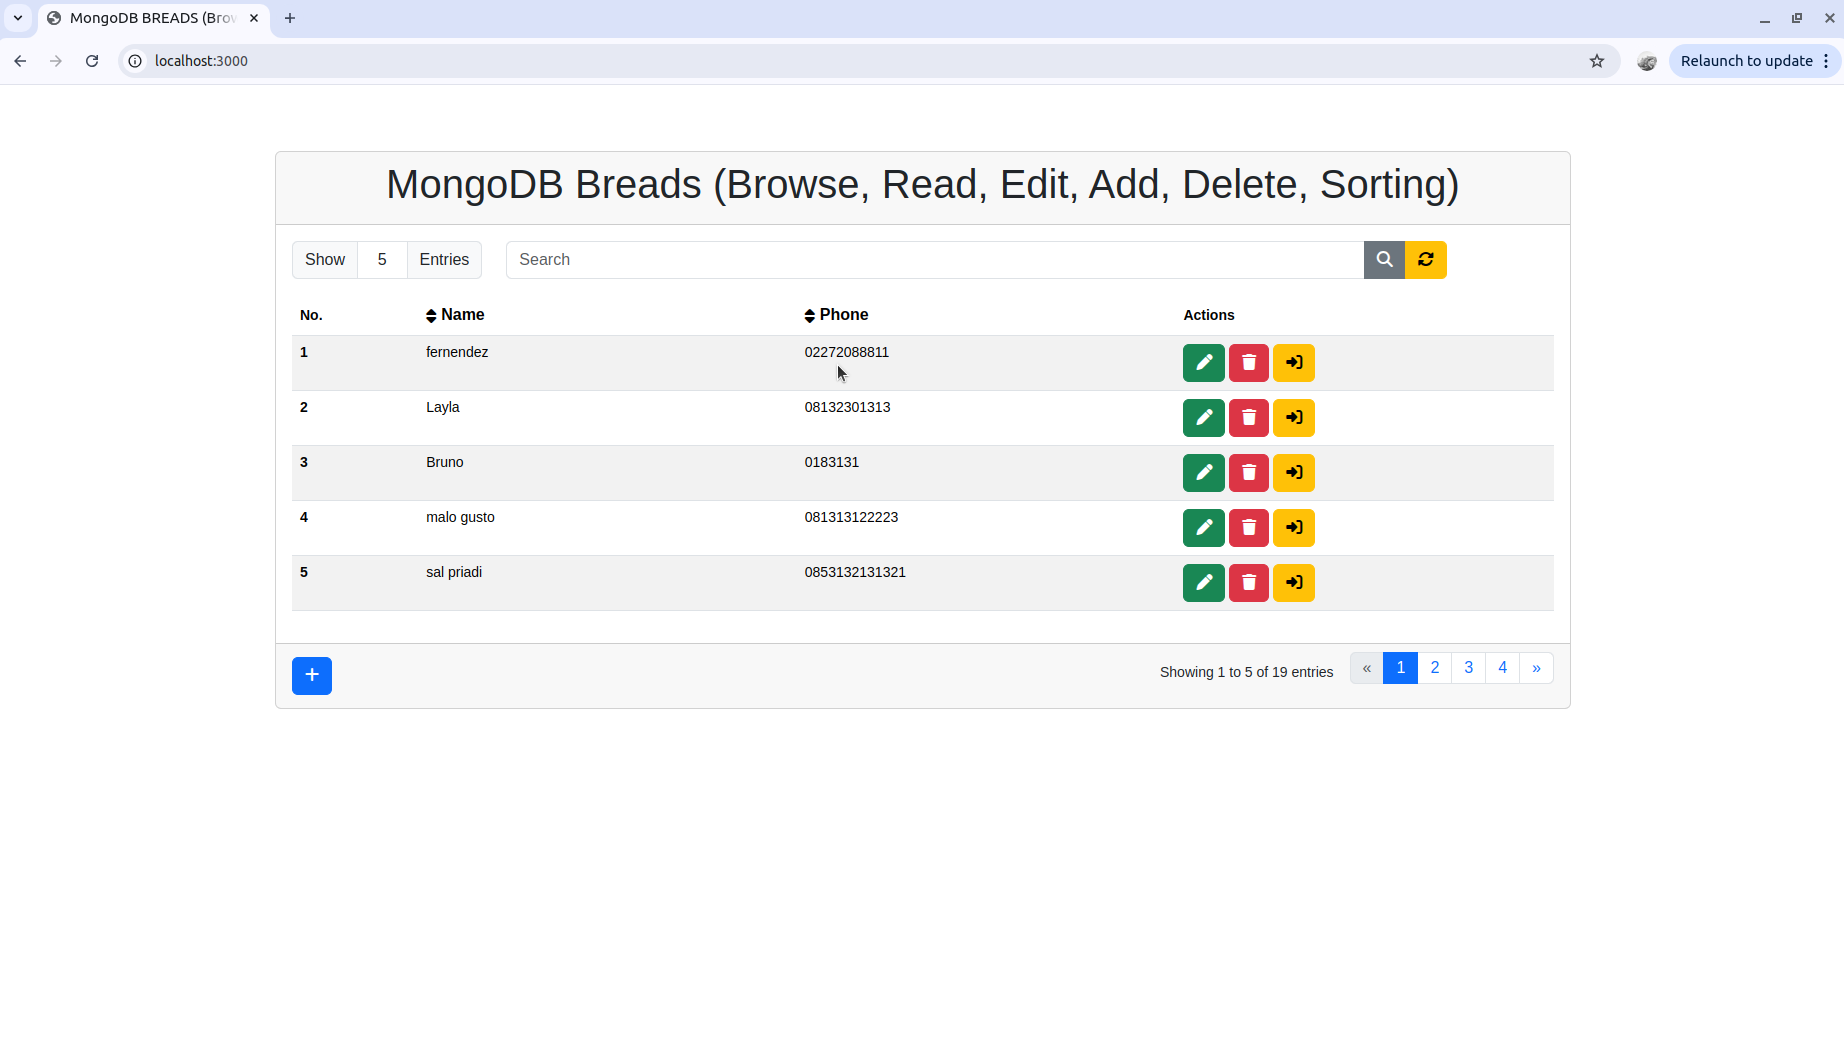 MongoDB BREADS (Brow
localhost:3000
Relaunch to update
MongoDB Breads (Browse, Read, Edit, Add, Delete, Sorting)
Show 5 Entries Search
No. Name Phone Actions
1 fernendez 02272088811
2 Layla 08132301313
3 Bruno 0183131
4 malo gusto 081313122223
5 sal priadi 0853132131321
+ Showing 1 to 5 of 19 entries « 1 2 3 4 »